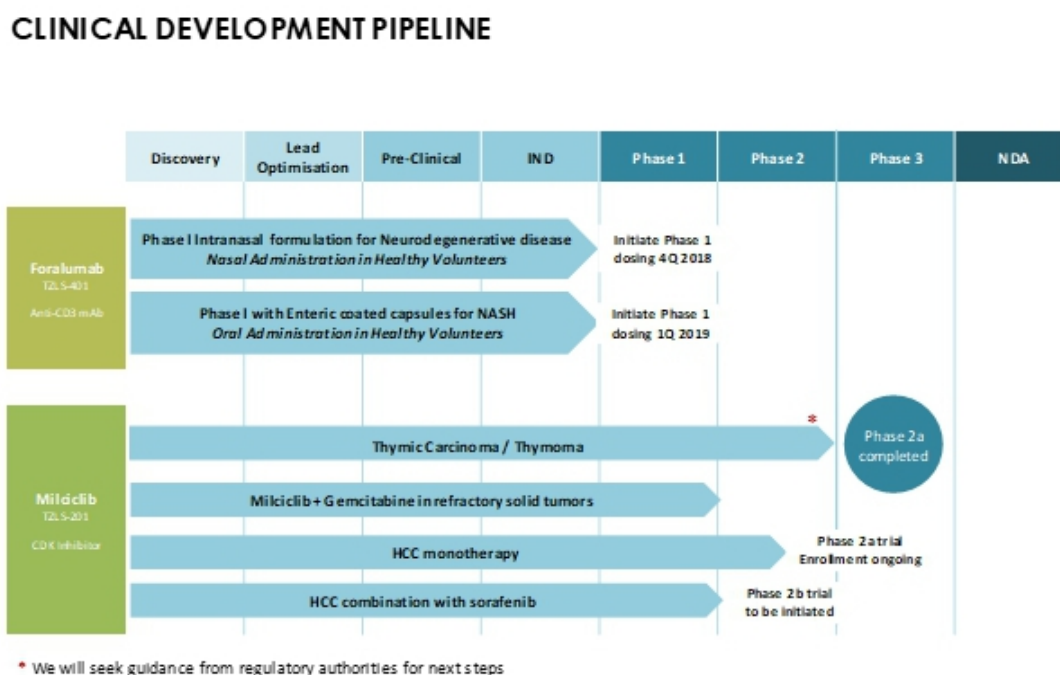 CLINICAL DEVELOPMENT PIPELINE
Discovery
Lead
Optimisation
Pre-Clinical
IND
Phase 1
Phase 2
Phase 3
NDA
Foralumab
TZLS-401
Anti-CD3 mAb
Phase I Intranasal formulation for Neurodegenerative disease
Nasal Administration in Healthy Volunteers
Initiate Phase 1
dosing 4Q 2018
Phase I with Enteric coated capsules for NASH
Oral Administration in Healthy Volunteers
Initiate Phase 1
dosing 1Q 2019
Milciclib
TZLS-201
CDK Inhibitor
Thymic Carcinoma / Thymoma
*
Phase 2a
completed
Milciclib + Gemcitabine in refractory solid tumors
HCC monotherapy
Phase 2a trial
Enrollment ongoing
HCC combination with sorafenib
Phase 2b trial
to be initiated
* We will seek guidance from regulatory authorities for next steps